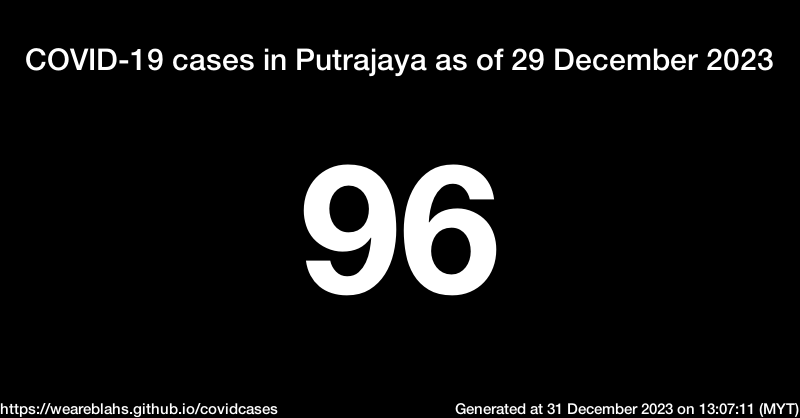 COVID-19 cases in Putrajaya as of 29 December 2023
96
https://weareblahs.github.io/covidcases
Generated at 31 December 2023 on 13:07:11 (MYT)